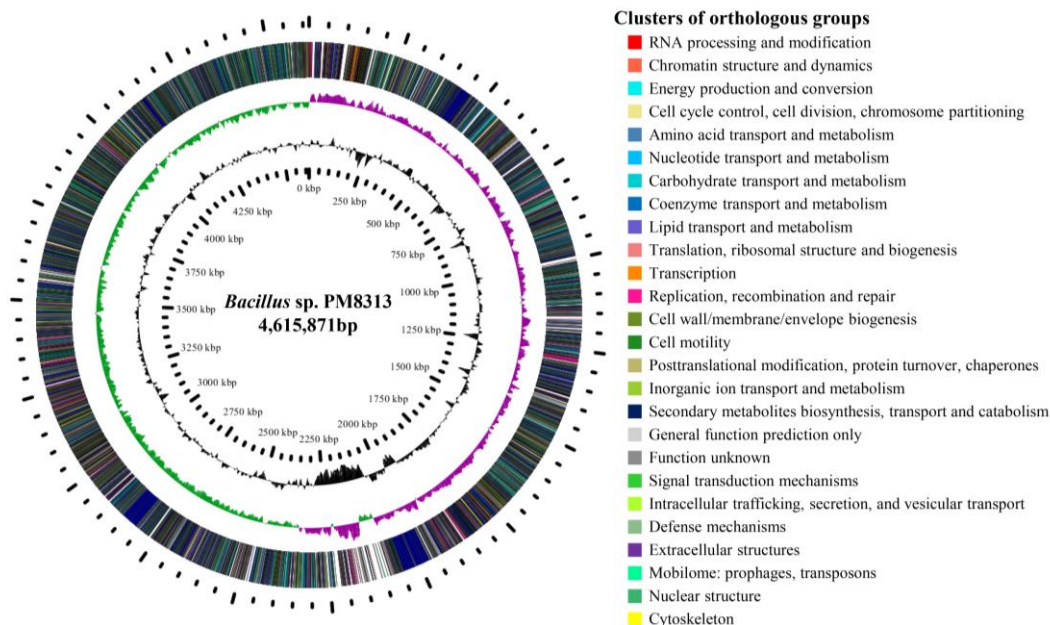 0 kbp
250 kbp
500 kbp
750 kbp
1000 kbp
1250 kbp
1500 kbp
1750 kbp
2000 kbp
2250 kbp
2500 kbp
2750 kbp
3000 kbp
3250 kbp
3500 kbp
3750 kbp
4000 kbp
4250 kbp
Bacillus sp. PM8313
4,615,871bp
Clusters of orthologous groups
RNA processing and modification
Chromatin structure and dynamics
Energy production and conversion
Cell cycle control, cell division, chromosome partitioning
Amino acid transport and metabolism
Nucleotide transport and metabolism
Carbohydrate transport and metabolism
Coenzyme transport and metabolism
Lipid transport and metabolism
Translation, ribosomal structure and biogenesis
Transcription
Replication, recombination and repair
Cell wall/membrane/envelope biogenesis
Cell motility
Posttranslational modification, protein turnover, chaperones
Inorganic ion transport and metabolism
Secondary metabolites biosynthesis, transport and catabolism
General function prediction only
Function unknown
Signal transduction mechanisms
Intracellular trafficking, secretion, and vesicular transport
Defense mechanisms
Extracellular structures
Mobilome: prophages, transposons
Nuclear structure
Cytoskeleton